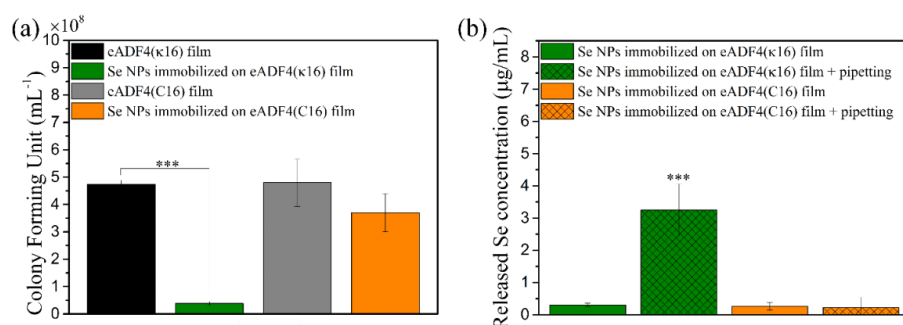 (a)
×10⁸
Colony Forming Unit (mL⁻¹)
10
9
8
7
6
5
4
3
2
1
0
eADF4(κ16) film
Se NPs immobilized on eADF4(κ16) film
eADF4(C16) film
Se NPs immobilized on eADF4(C16) film
***
(b)
Released Se concentration (µg/mL)
8
7
6
5
4
3
2
1
0
Se NPs immobilized on eADF4(κ16) film
Se NPs immobilized on eADF4(κ16) film + pipetting
Se NPs immobilized on eADF4(C16) film
Se NPs immobilized on eADF4(C16) film + pipetting
***